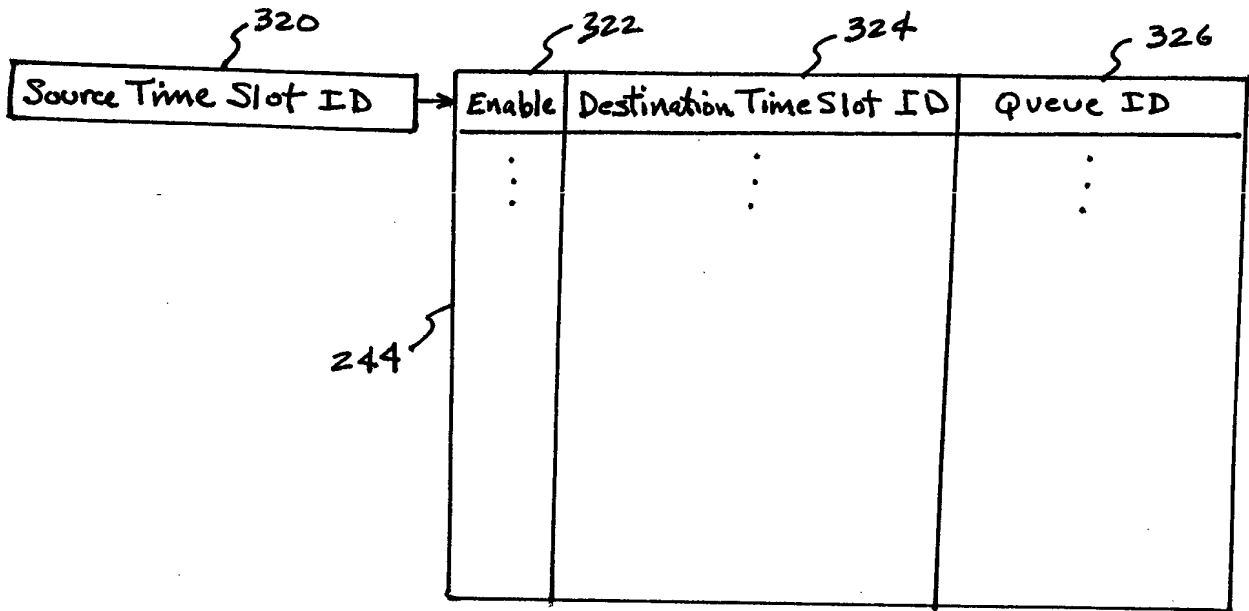 320
322
324
326
Source Time Slot ID
Enable
Destination Time Slot ID
Queue ID
244